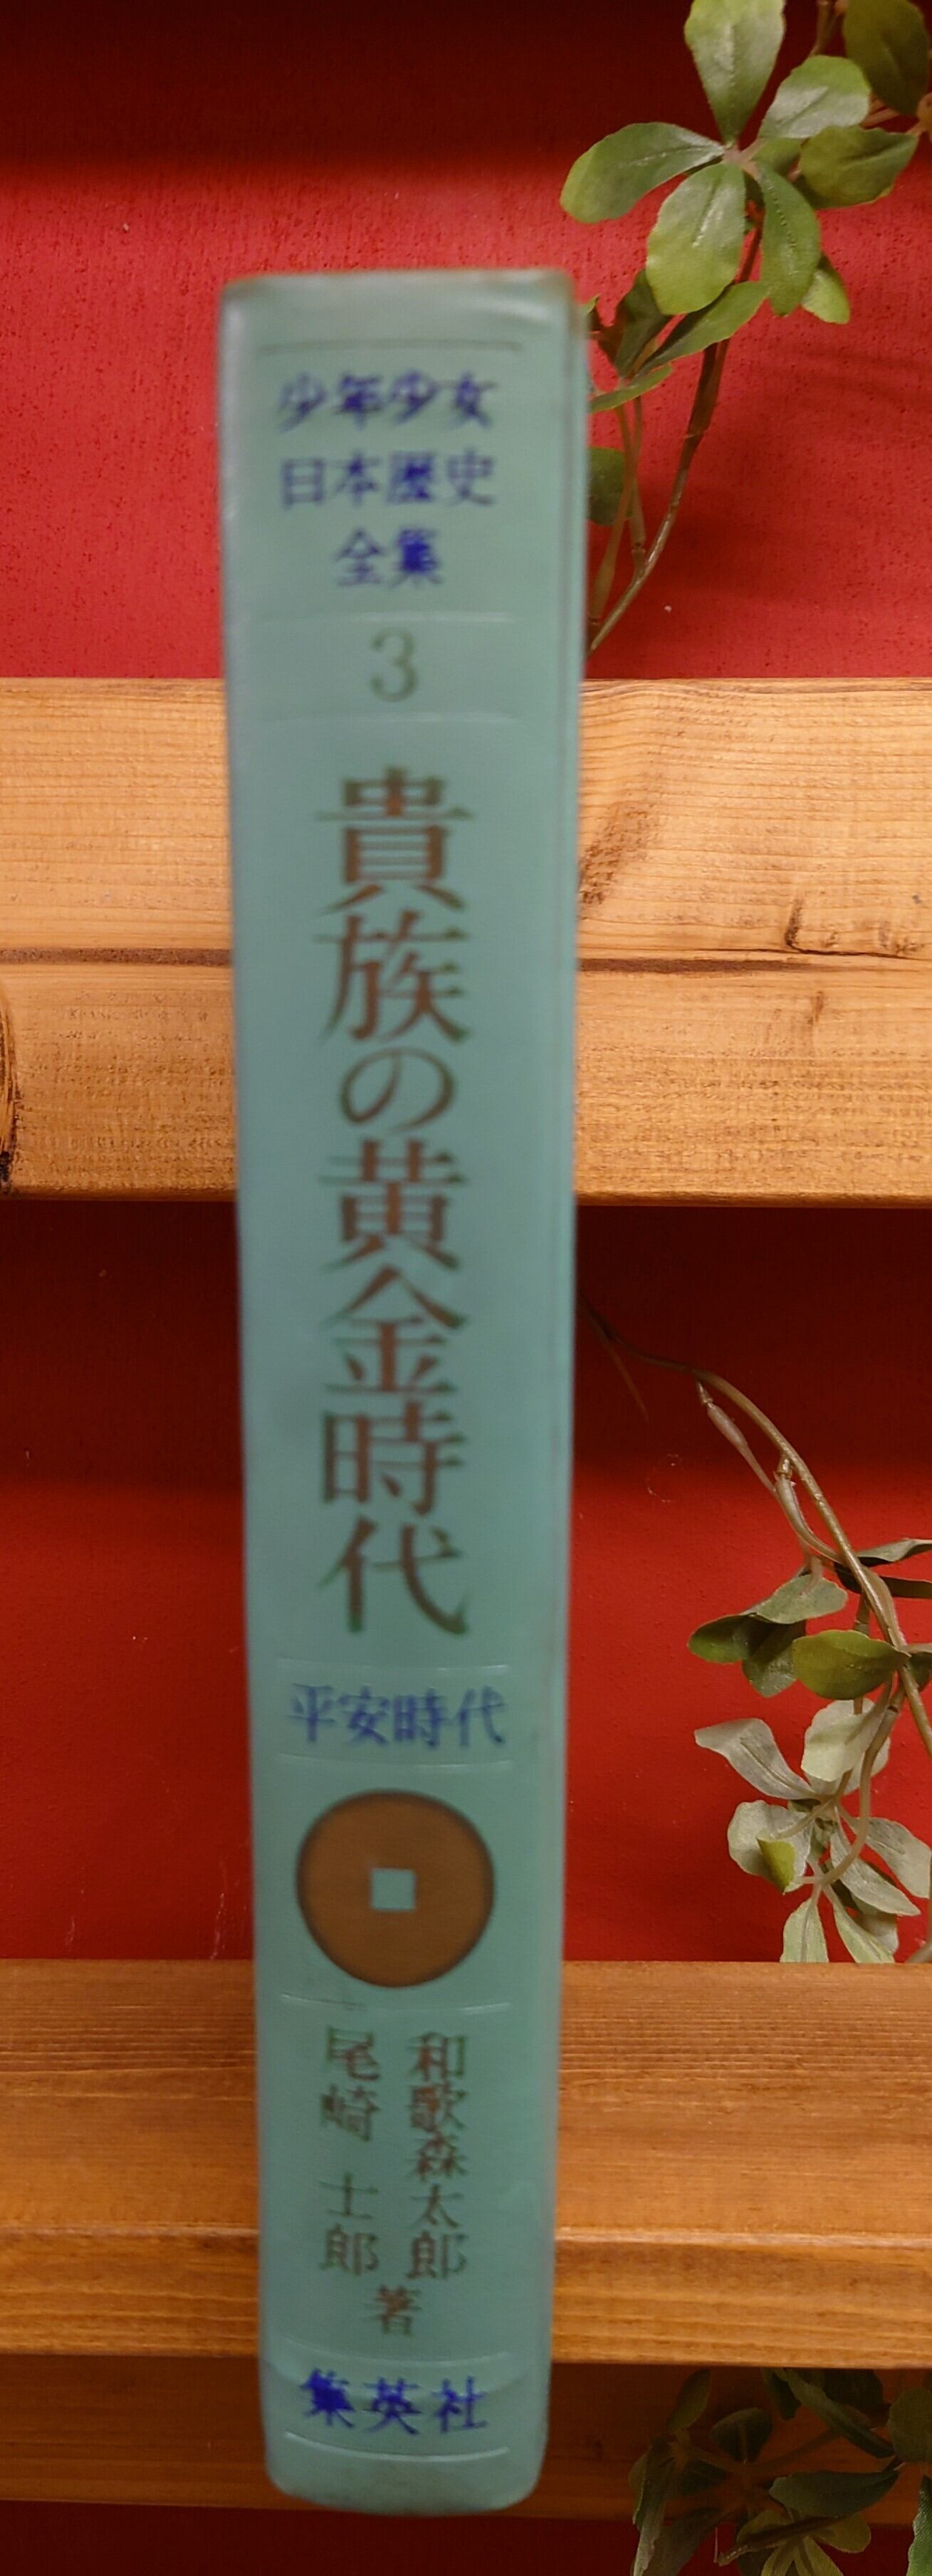 少年少女
日本歴史
全集
3
貴族の黄金時代
平安時代
和歌森太郎
尾崎士郎
著
集英社